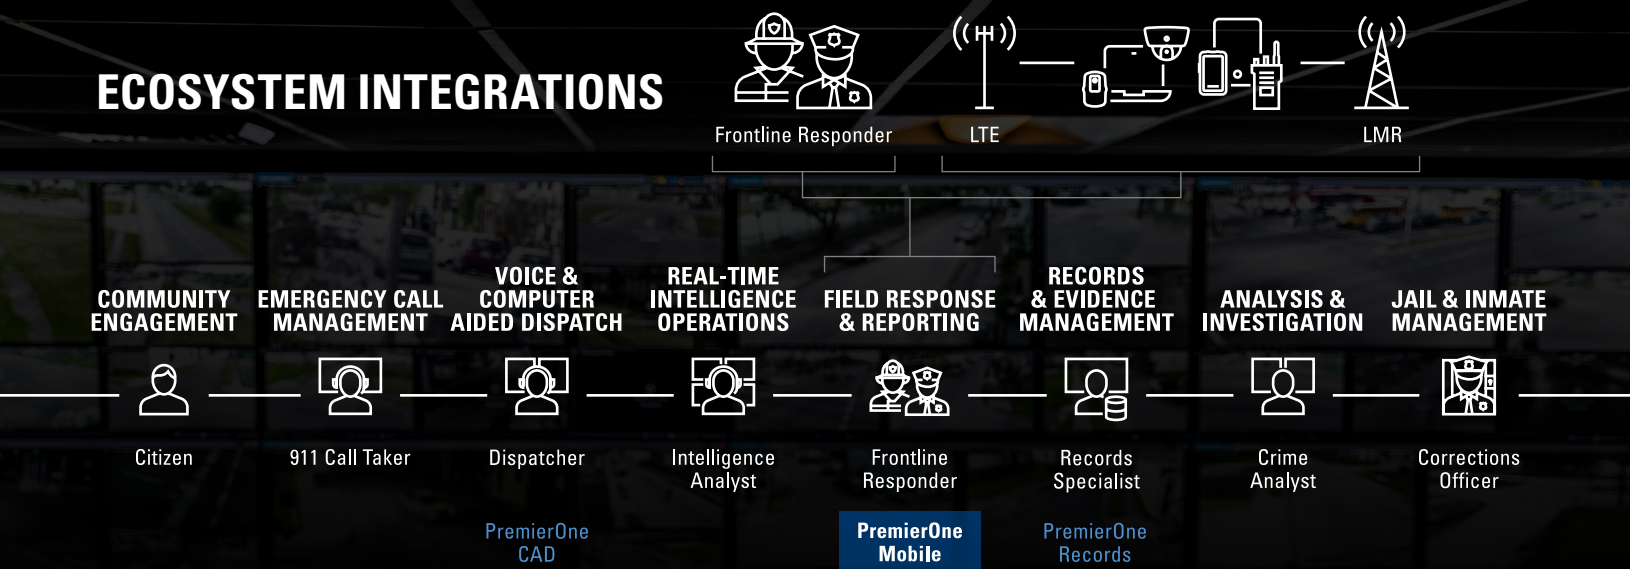 ECOSYSTEM INTEGRATIONS
Frontline Responder
LTE
LMR
COMMUNITY
ENGAGEMENT
EMERGENCY CALL
MANAGEMENT
VOICE &
COMPUTER
AIDED DISPATCH
REAL-TIME
INTELLIGENCE
OPERATIONS
FIELD RESPONSE
& REPORTING
RECORDS
& EVIDENCE
MANAGEMENT
ANALYSIS &
INVESTIGATION
JAIL & INMATE
MANAGEMENT
Citizen
911 Call Taker
Dispatcher
Intelligence
Analyst
Frontline
Responder
Records
Specialist
Crime
Analyst
Corrections
Officer
PremierOne
CAD
PremierOne
Mobile
PremierOne
Records